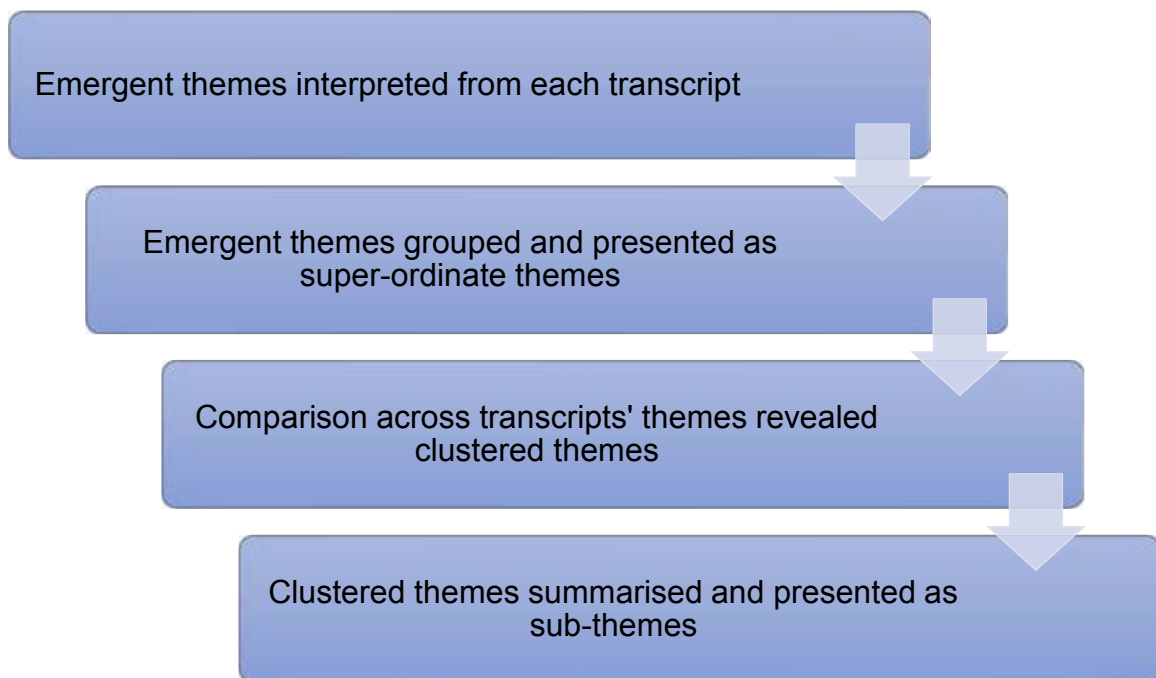 Emergent themes interpreted from each transcript
Emergent themes grouped and presented as
super-ordinate themes
Comparison across transcripts' themes revealed
clustered themes
Clustered themes summarised and presented as
sub-themes